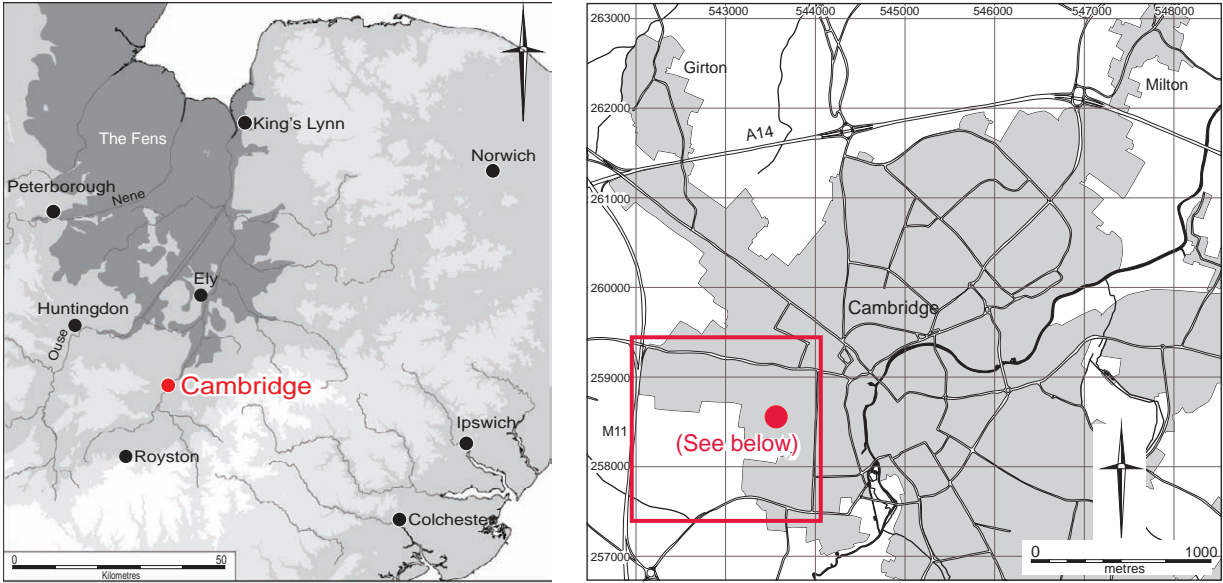 King's Lynn
The Fens
Norwich
Peterborough
Nene
Ely
Huntingdon
Ouse
Cambridge
Ipswich
Royston
Colchester
0 50
Kilometres
543000 544000 545000 546000 547000 548000
263000
Girton
Milton
262000
A14
261000
260000
Cambridge
259000
M11
(See below)
258000
257000
0 1000
metres